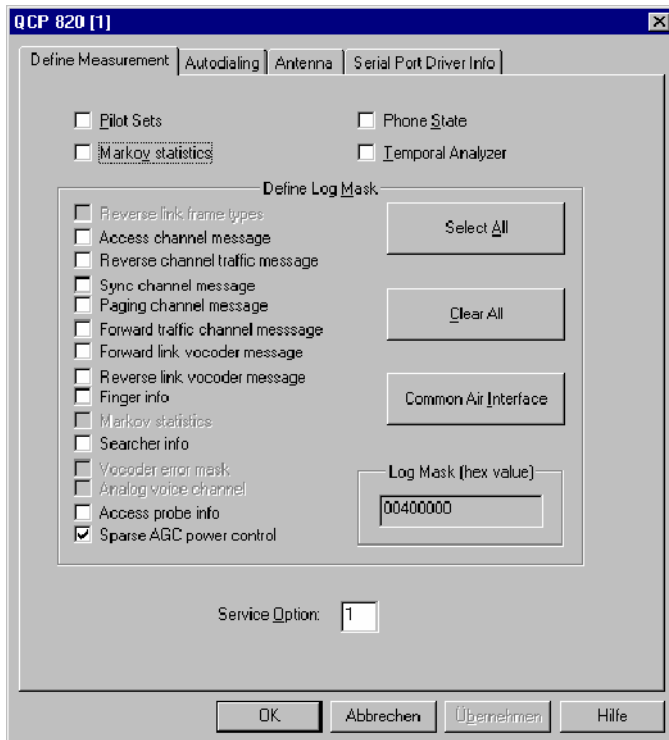 QCP 820 [1]
Define Measurement Autodialing Antenna Serial Port Driver Info
Pilot Sets Phone State
Markov statistics Temporal Analyzer
Define Log Mask
Reverse link frame types
Access channel message
Reverse channel traffic message
Sync channel message
Paging channel message
Forward traffic channel messsage
Forward link vocoder message
Reverse link vocoder message
Finger info
Markov statistics
Searcher info
Vocoder error mask
Analog voice channel
Access probe info
Sparse AGC power control
Select All
Clear All
Common Air Interface
Log Mask (hex value)
00400000
Service Option: 1
OK Abbrechen Übernehmen Hilfe